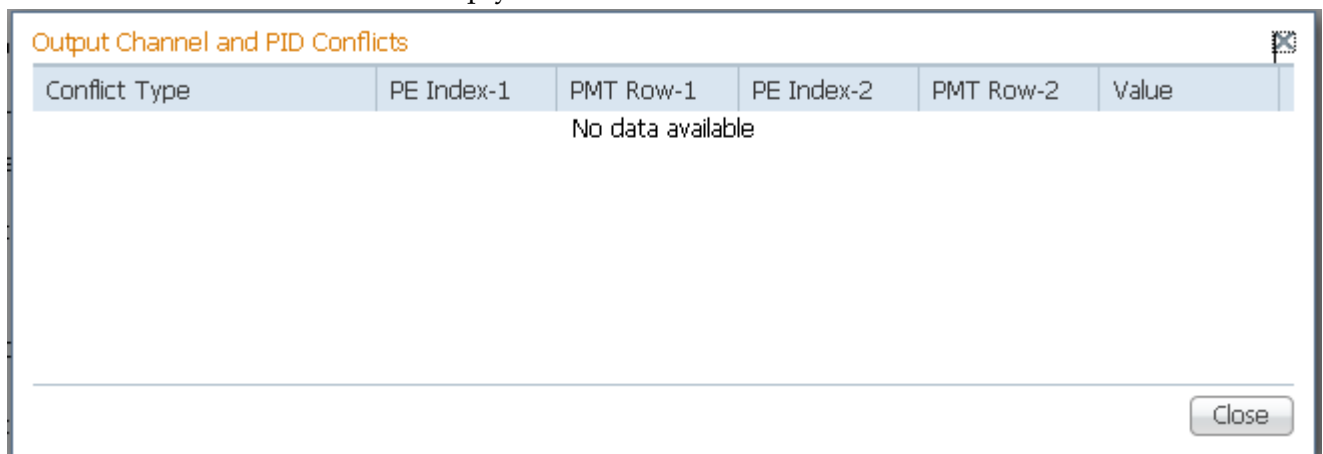 Output Channel and PID Conflicts
Conflict Type PE Index-1 PMT Row-1 PE Index-2 PMT Row-2 Value
No data available
Close